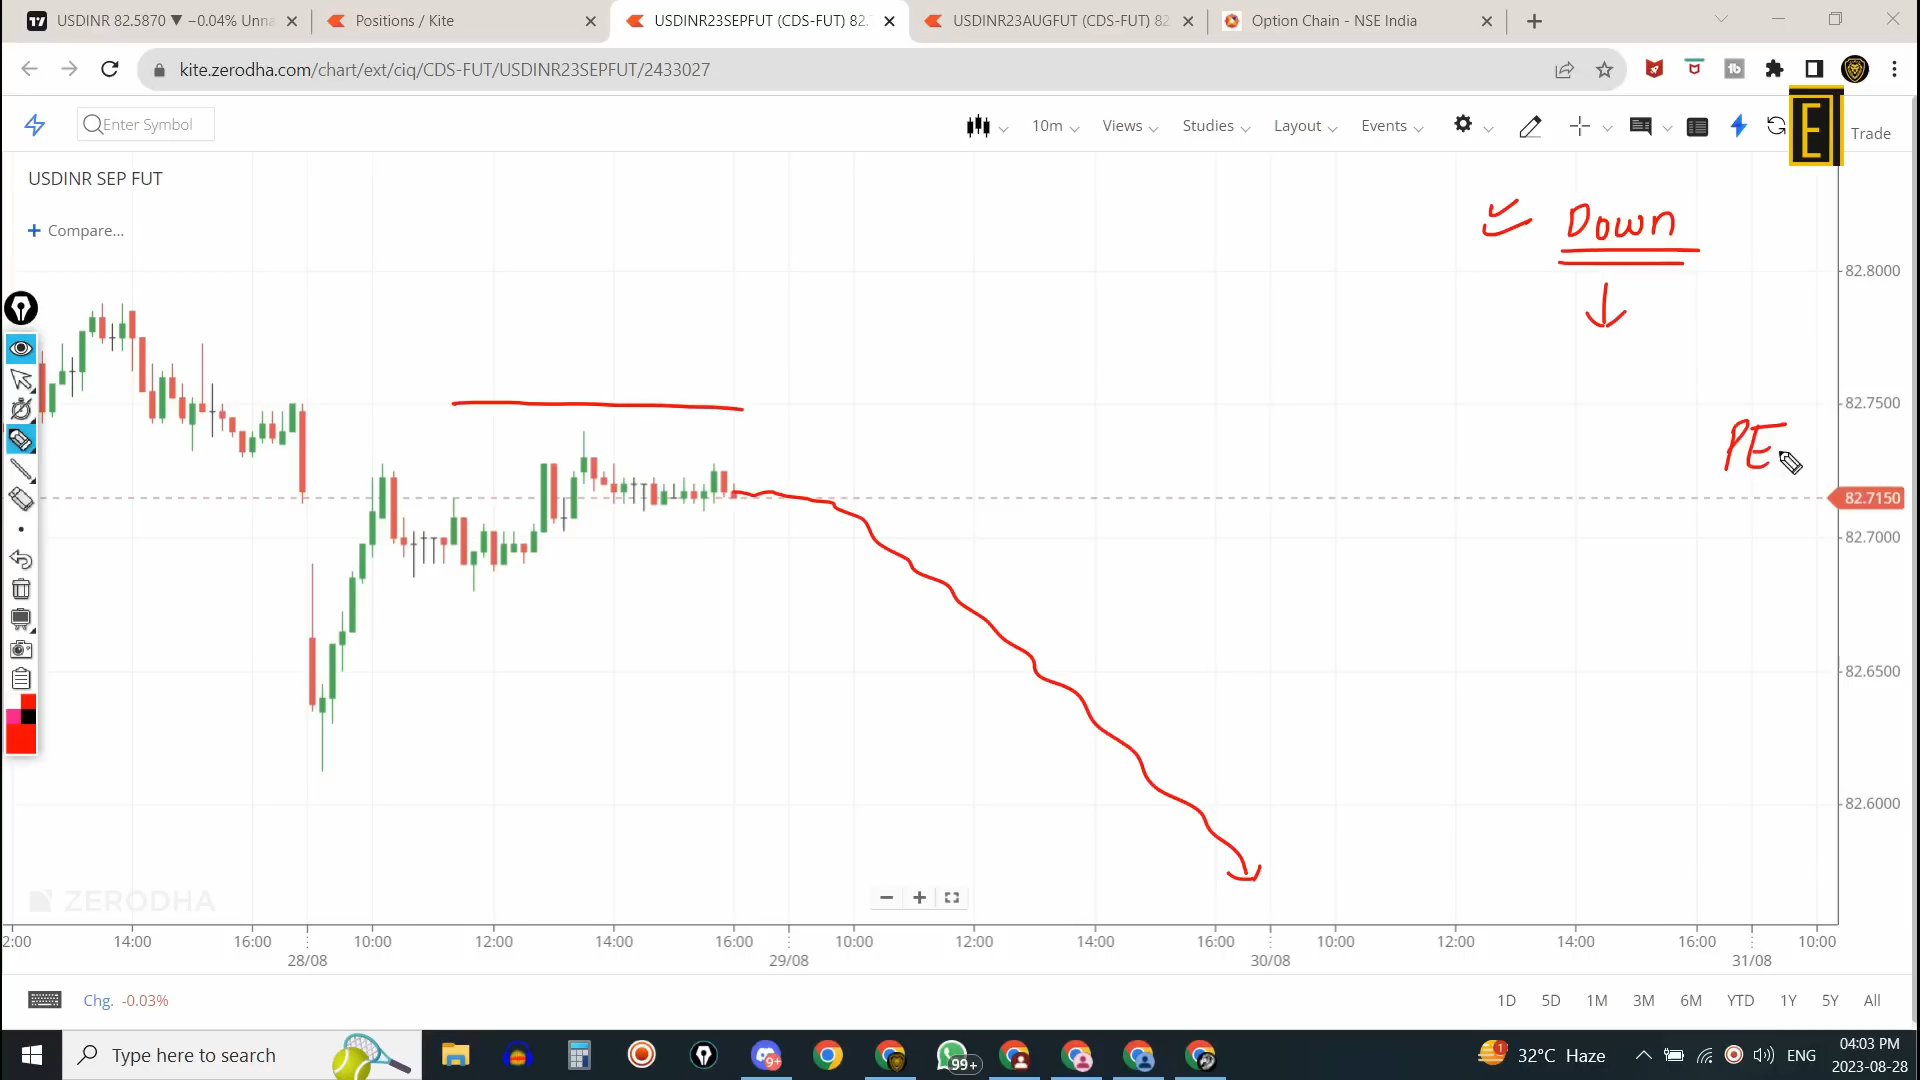 USDINR 82.5870 ▼ −0.04% Unna
Positions / Kite
USDINR23SEPFUT (CDS-FUT) 82.
USDINR23AUGFUT (CDS-FUT) 82
Option Chain - NSE India
kite.zerodha.com/chart/ext/ciq/CDS-FUT/USDINR23SEPFUT/2433027
Enter Symbol
10m
Views
Studies
Layout
Events
E
Trade
USDINR SEP FUT
+ Compare...
Down
PE
82.8000
82.7500
82.7150
82.7000
82.6500
82.6000
ZERODHA
2:00 14:00 16:00 10:00 12:00 14:00 16:00 10:00 12:00 14:00 16:00 10:00 12:00 14:00 16:00 10:00
28/08 29/08 30/08 31/08
Chg. -0.03%
1D 5D 1M 3M 6M YTD 1Y 5Y All
Type here to search
9+
99+
1
32°C Haze
ENG
04:03 PM
2023-08-28